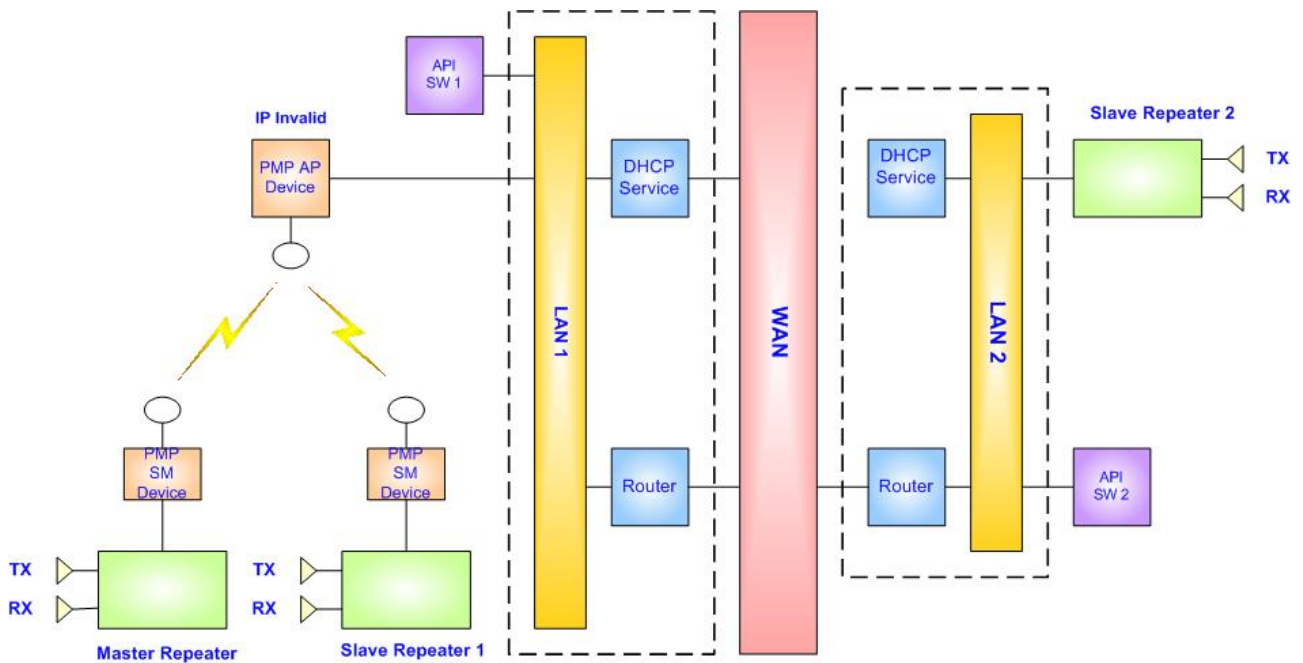 API
SW 1
IP Invalid
PMP AP
Device
DHCP
Service
DHCP
Service
Slave Repeater 2
TX
RX
LAN 1
WAN
LAN 2
PMP
SM
Device
PMP
SM
Device
Router
Router
API
SW 2
TX
RX
TX
RX
Master Repeater
Slave Repeater 1